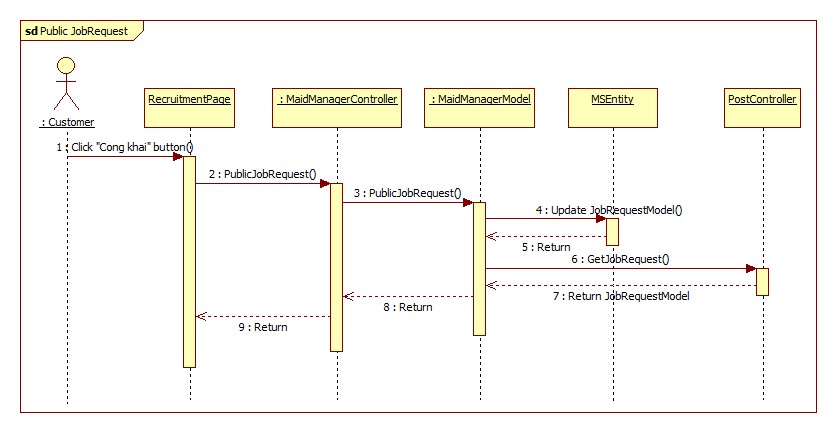 sd Public JobRequest
: Customer
RecruitmentPage
: MaidManagerController
: MaidManagerModel
MSEntity
PostController
1 : Click "Cong khai" button()
2 : PublicJobRequest()
3 : PublicJobRequest()
4 : Update JobRequestModel()
5 : Return
6 : GetJobRequest()
7 : Return JobRequestModel
8 : Return
9 : Return